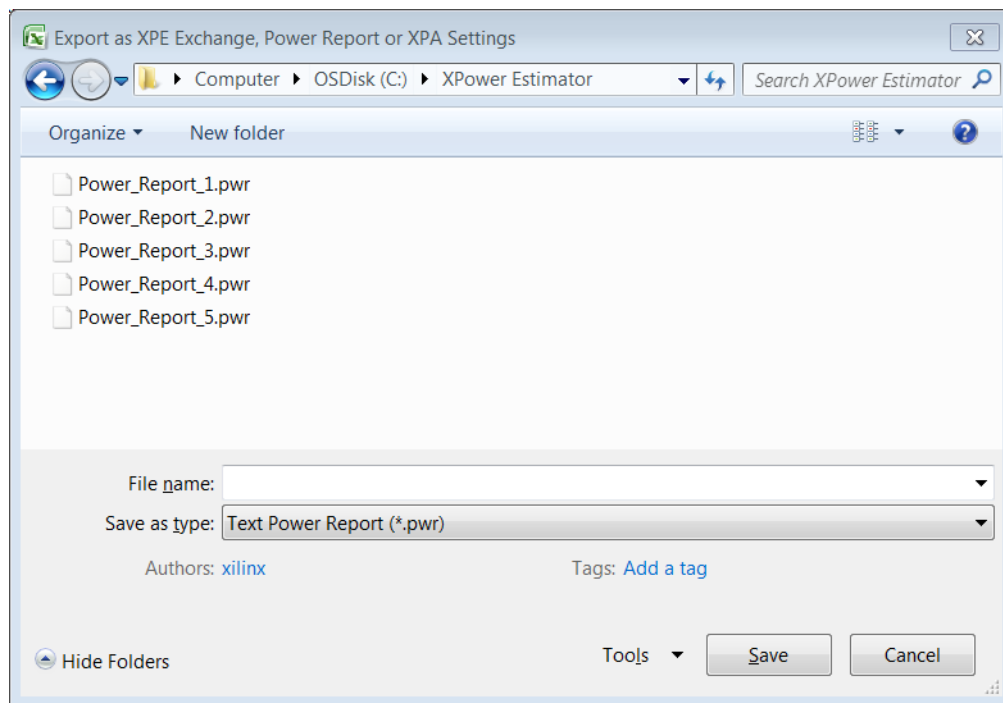 Export as XPE Exchange, Power Report or XPA Settings
Computer OSDisk (C:) XPower Estimator Search XPower Estimator
Organize New folder
Power_Report_1.pwr
Power_Report_2.pwr
Power_Report_3.pwr
Power_Report_4.pwr
Power_Report_5.pwr
File name:
Save as type: Text Power Report (*.pwr)
Authors: xilinx Tags: Add a tag
Hide Folders Tools Save Cancel